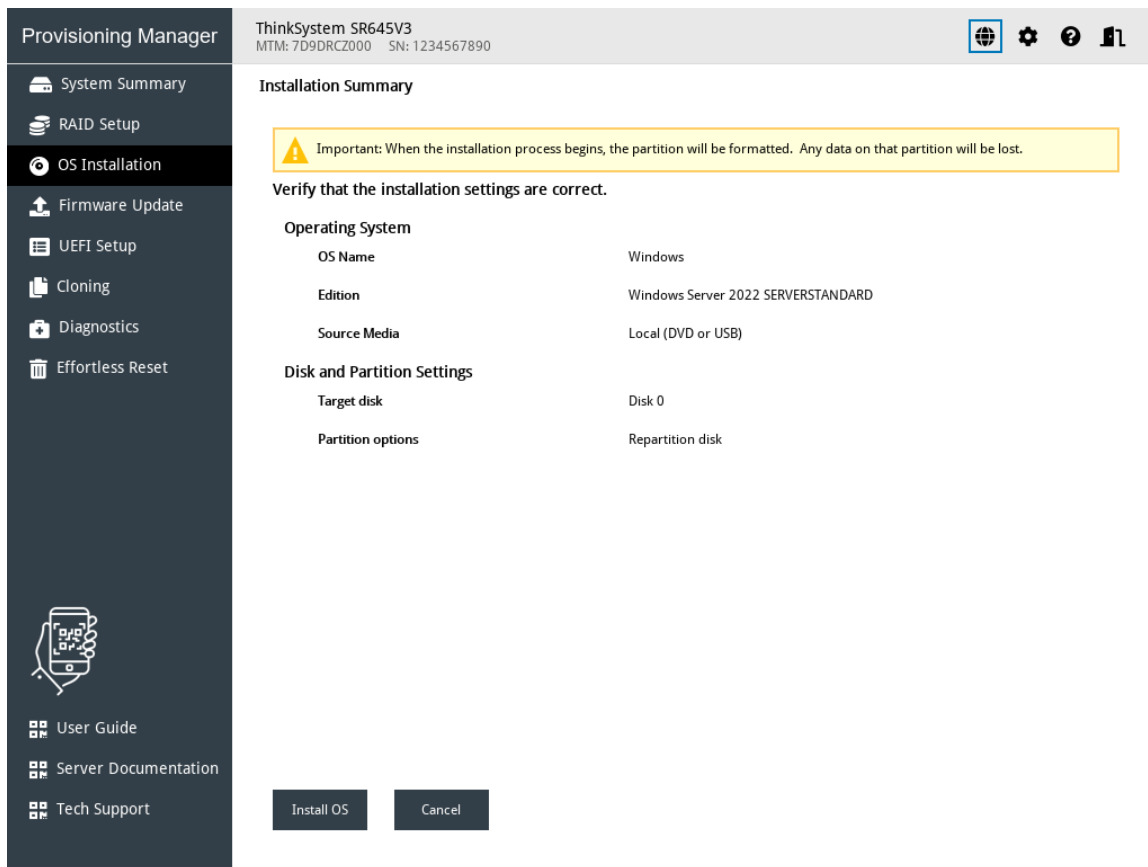 Provisioning Manager
ThinkSystem SR645V3
MTM: 7D9DRCZ000 SN: 1234567890
System Summary
RAID Setup
OS Installation
Firmware Update
UEFI Setup
Cloning
Diagnostics
Effortless Reset
User Guide
Server Documentation
Tech Support
Installation Summary
Important: When the installation process begins, the partition will be formatted. Any data on that partition will be lost.
Verify that the installation settings are correct.
Operating System
OS Name Windows
Edition Windows Server 2022 SERVERSTANDARD
Source Media Local (DVD or USB)
Disk and Partition Settings
Target disk Disk 0
Partition options Repartition disk
Install OS Cancel